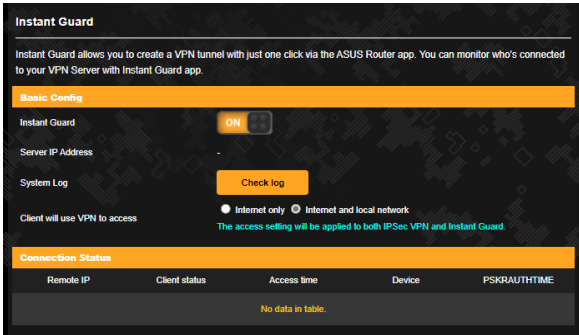 Instant Guard
Instant Guard allows you to create a VPN tunnel with just one click via the ASUS Router app. You can monitor who's connected
to your VPN Server with Instant Guard app.
Basic Config
Instant Guard
ON
Server IP Address
-
System Log
Check log
Client will use VPN to access
Internet only Internet and local network
The access setting will be applied to both IPSec VPN and Instant Guard.
Connection Status
Remote IP Client status Access time Device PSKRAUTHTIME
No data in table.